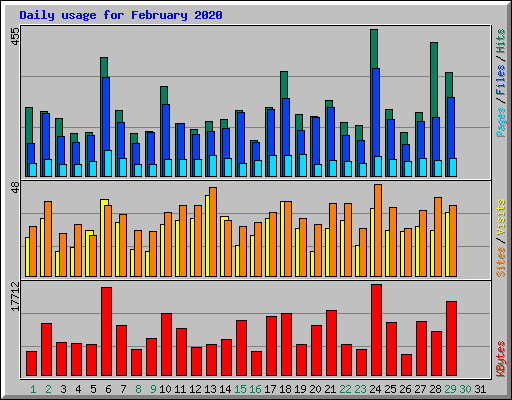 Daily usage for February 2020
455
Pages / Files / Hits
48
Sites / Visits
17712
KBytes
1 2 3 4 5 6 7 8 9 10 11 12 13 14 15 16 17 18 19 20 21 22 23 24 25 26 27 28 29 30 31